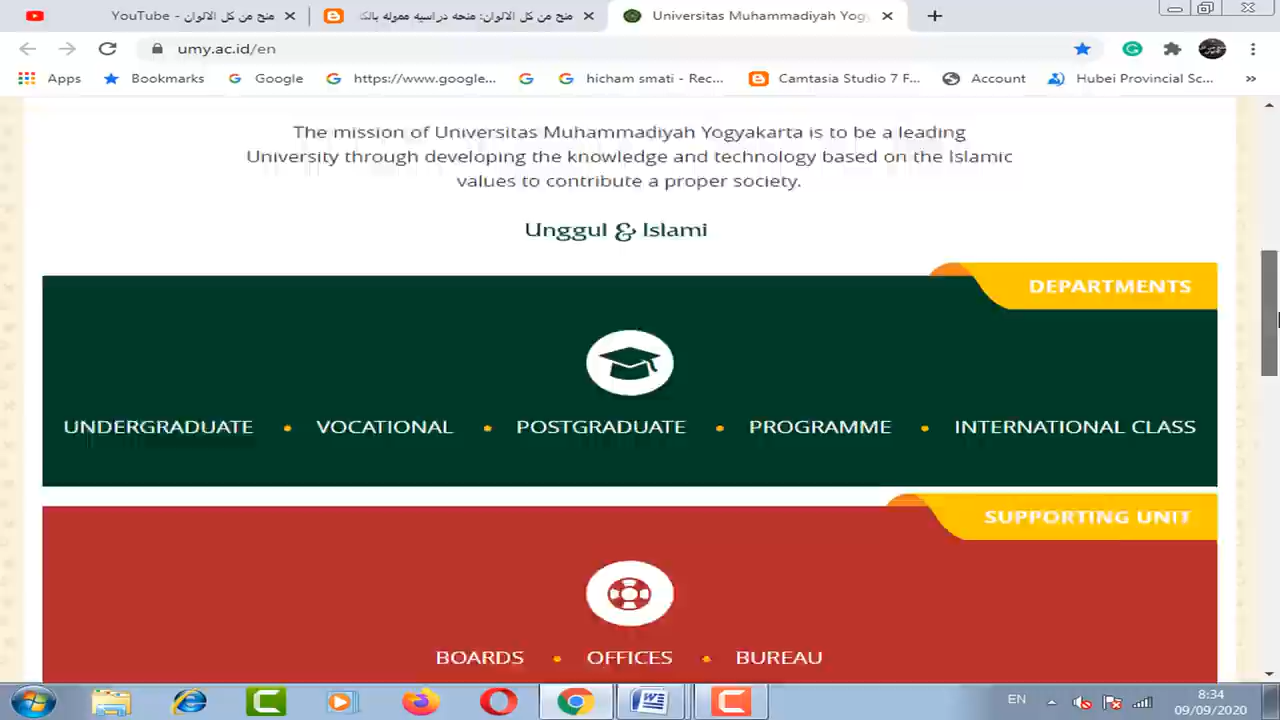 منح من كل الالوان - YouTube
منح من كل الالوان: منحه دراسيه مموله بالك
Universitas Muhammadiyah Yog
umy.ac.id/en
Apps
Bookmarks
Google
https://www.google...
hicham smati - Rec...
Camtasia Studio 7 F...
Account
Hubei Provincial Sc...
»
The mission of Universitas Muhammadiyah Yogyakarta is to be a leading
University through developing the knowledge and technology based on the Islamic
values to contribute a proper society.
Unggul & Islami
DEPARTMENTS
UNDERGRADUATE • VOCATIONAL • POSTGRADUATE • PROGRAMME • INTERNATIONAL CLASS
SUPPORTING UNIT
BOARDS • OFFICES • BUREAU
EN
8:34
09/09/2020